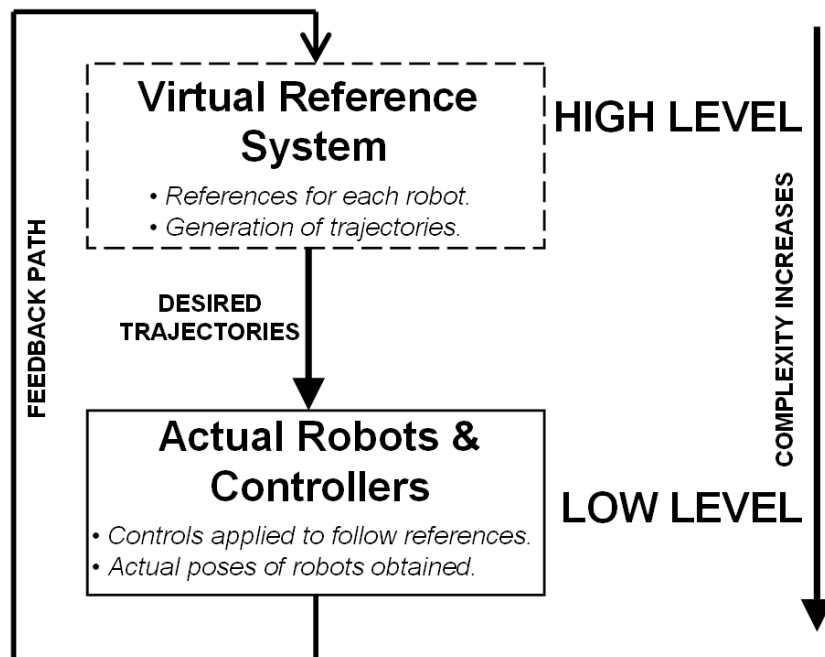 Virtual Reference
System
• References for each robot.
• Generation of trajectories.
HIGH LEVEL
FEEDBACK PATH
DESIRED
TRAJECTORIES
COMPLEXITY INCREASES
Actual Robots &
Controllers
• Controls applied to follow references.
• Actual poses of robots obtained.
LOW LEVEL